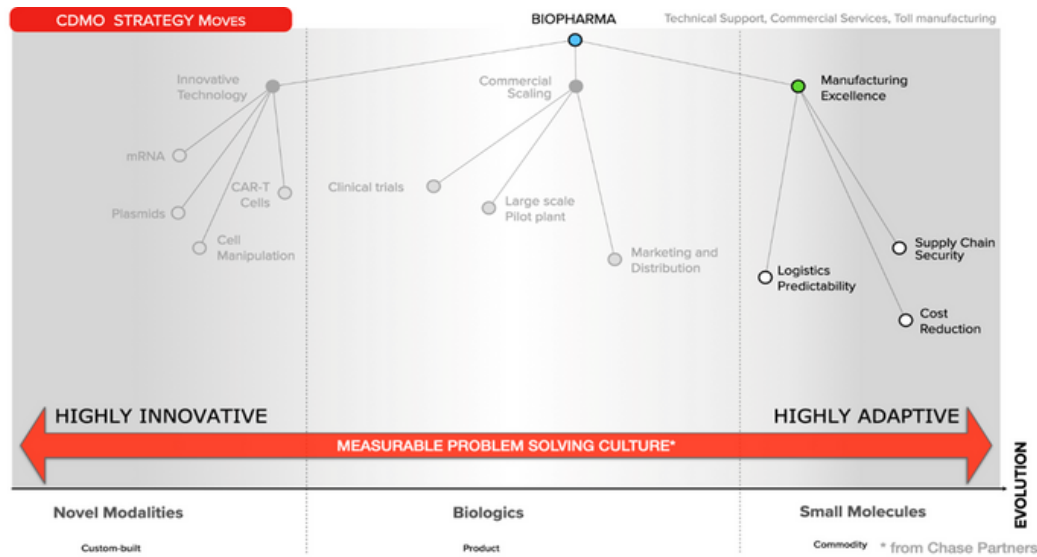 CDMO STRATEGY MOVES
BIOPHARMA
Technical Support, Commercial Services, Toll manufacturing
Innovative
Technology
Commercial
Scaling
Manufacturing
Excellence
mRNA
CAR-T
Cells
Plasmids
Cell
Manipulation
Clinical trials
Large scale
Pilot plant
Marketing and
Distribution
Logistics
Predictability
Supply Chain
Security
Cost
Reduction
HIGHLY INNOVATIVE
HIGHLY ADAPTIVE
MEASURABLE PROBLEM SOLVING CULTURE*
EVOLUTION
Novel Modalities
Biologics
Small Molecules
Custom-built
Product
Commodity
* from Chase Partners